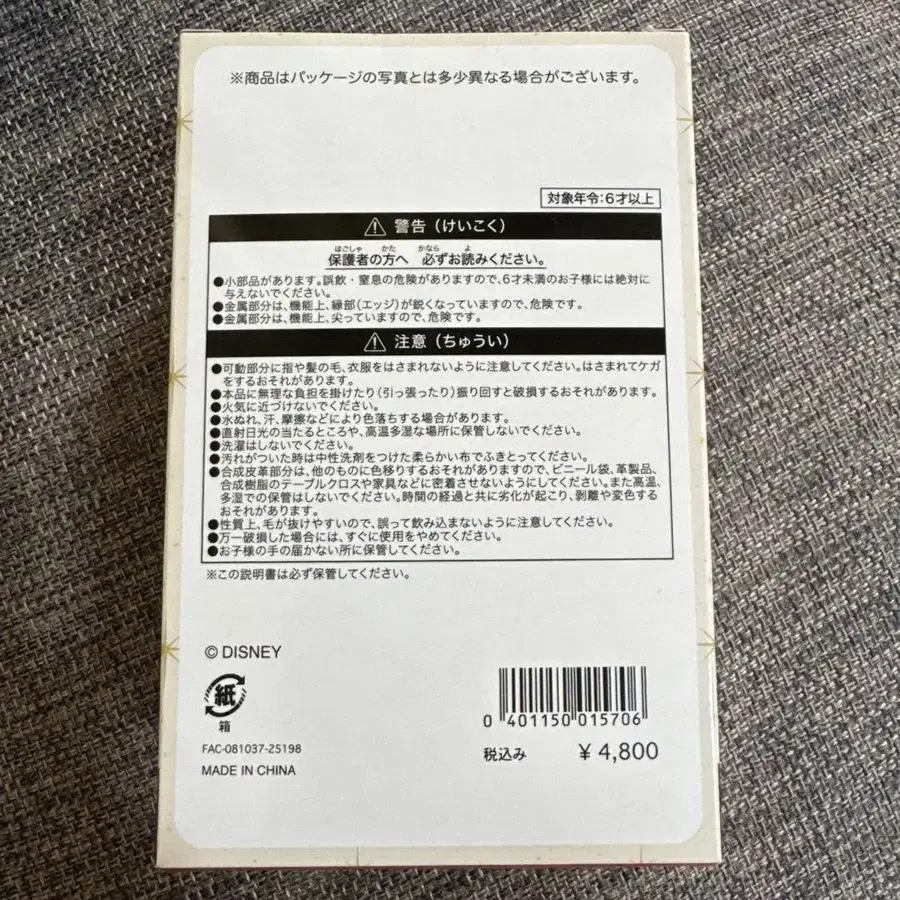 ※商品はパッケージの写真とは多少異なる場合がございます。
対象年令:6才以上
警告（けいこく）
ほごしゃ かた かなら よ
保護者の方へ 必ずお読みください。
●小部品があります。誤飲・窒息の危険がありますので、6才未満のお子様には絶対に
与えないでください。
●金属部分は、機能上、縁部（エッジ）が鋭くなっていますので、危険です。
●金属部分は、機能上、尖っていますので、危険です。
注意（ちゅうい）
●可動部分に指や髪の毛、衣服をはさまれないように注意してください。はさまれてケガ
をするおそれがあります。
●本品に無理な負担を掛けたり（引っ張ったり）振り回すと破損するおそれがあります。
●火気に近づけないでください。
●水ぬれ、汗、摩擦などにより色落ちする場合があります。
●直射日光の当たるところや、高温多湿な場所に保管しないでください。
●洗濯はしないでください。
●汚れがついた時は中性洗剤をつけた柔らかい布でふきとってください。
●合成皮革部分は、他のものに色移りするおそれがありますので、ビニール袋、革製品、
合成樹脂のテーブルクロスや家具などに密着させないようにしてください。また高温、
多湿での保管はしないでください。時間の経過と共に劣化が起こり、剥離や変色する
おそれがあります。
●性質上、毛が抜けやすいので、誤って飲み込まないように注意してください。
●万一破損した場合には、すぐに使用をやめてください。
●お子様の手の届かない所に保管してください。
※この説明書は必ず保管してください。
© DISNEY
紙
箱
FAC-081037-25198
MADE IN CHINA
0 401150 015706
税込み ¥ 4,800